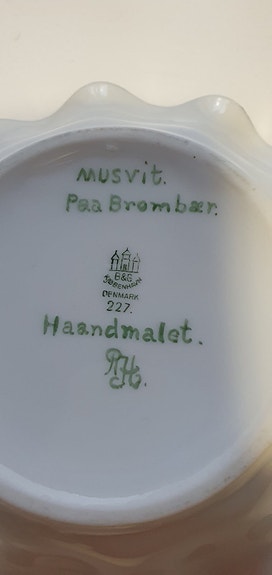 Musvit.
Paa Brombær.
B&G
KJØBENHAVN
DENMARK
227.
Haandmalet.